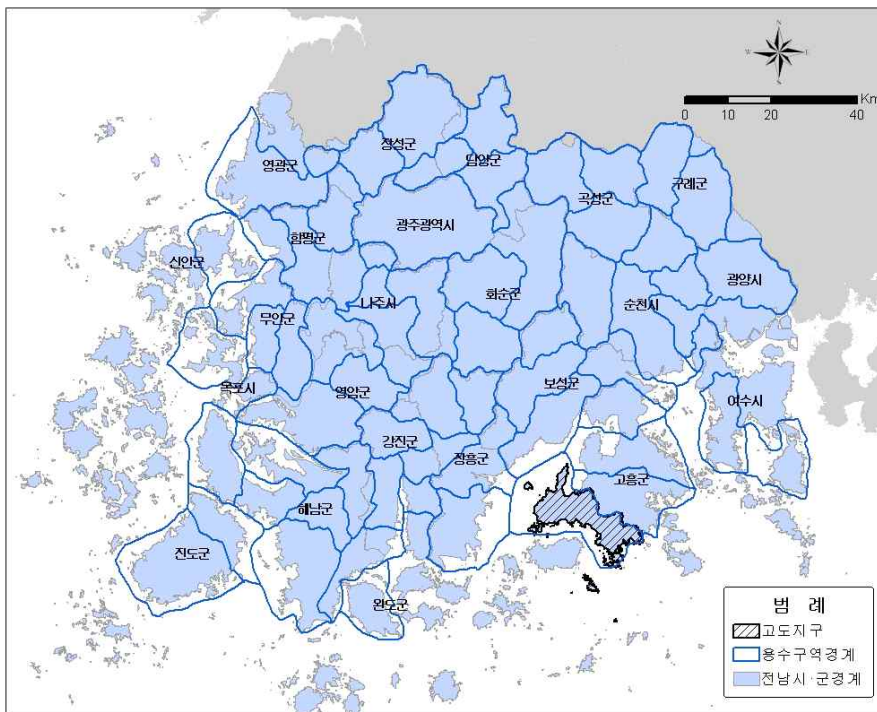 N
W E
S
Km
0 10 20 40
장성군
담양군
영광군
곡성군
구례군
광주광역시
함평군
신안군
광양시
나주시
화순군
순천시
무안군
목포시
영암군
보성군
여수시
강진군
장흥군
고흥군
해남군
진도군
완도군
범 례
고도지구
용수구역경계
전남시·군경계